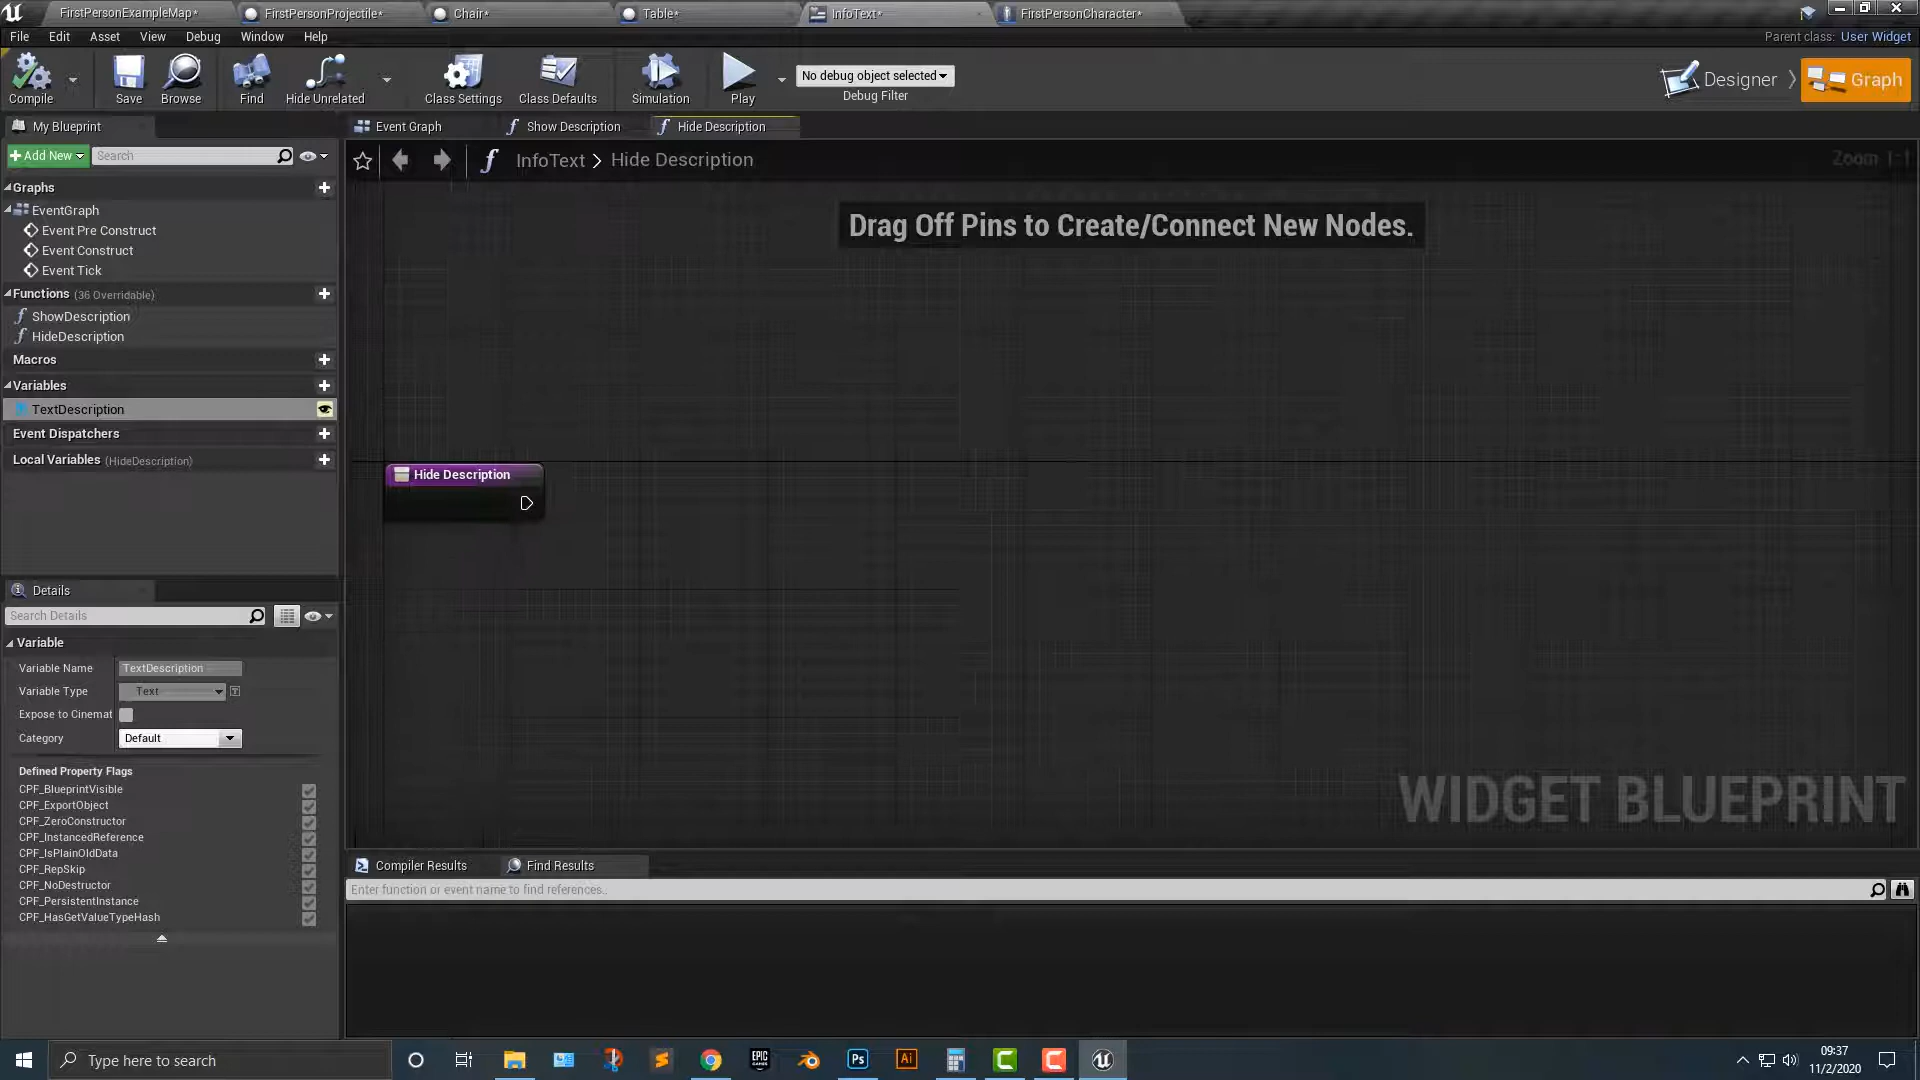 FirstPersonExampleMap*
FirstPersonProjectile*
Chair*
Table*
InfoText*
FirstPersonCharacter*
File Edit Asset View Debug Window Help
Parent class: User Widget
Compile
Save
Browse
Find
Hide Unrelated
Class Settings
Class Defaults
Simulation
Play
No debug object selected
Debug Filter
Designer
Graph
My Blueprint
Event Graph
Show Description
Hide Description
Add New
Search
InfoText > Hide Description
Zoom 1:1
Graphs
EventGraph
Event Pre Construct
Event Construct
Event Tick
Functions (36 Overridable)
ShowDescription
HideDescription
Macros
Variables
TextDescription
Event Dispatchers
Local Variables (HideDescription)
Drag Off Pins to Create/Connect New Nodes.
Hide Description
WIDGET BLUEPRINT
Details
Search Details
Variable
Variable Name TextDescription
Variable Type Text
Expose to Cinemat
Category Default
Defined Property Flags
CPF_BlueprintVisible
CPF_ExportObject
CPF_ZeroConstructor
CPF_InstancedReference
CPF_IsPlainOldData
CPF_RepSkip
CPF_NoDestructor
CPF_PersistentInstance
CPF_HasGetValueTypeHash
Compiler Results
Find Results
Enter function or event name to find references..
Type here to search
EPIC GAMES
Ps
Ai
09:37
11/2/2020